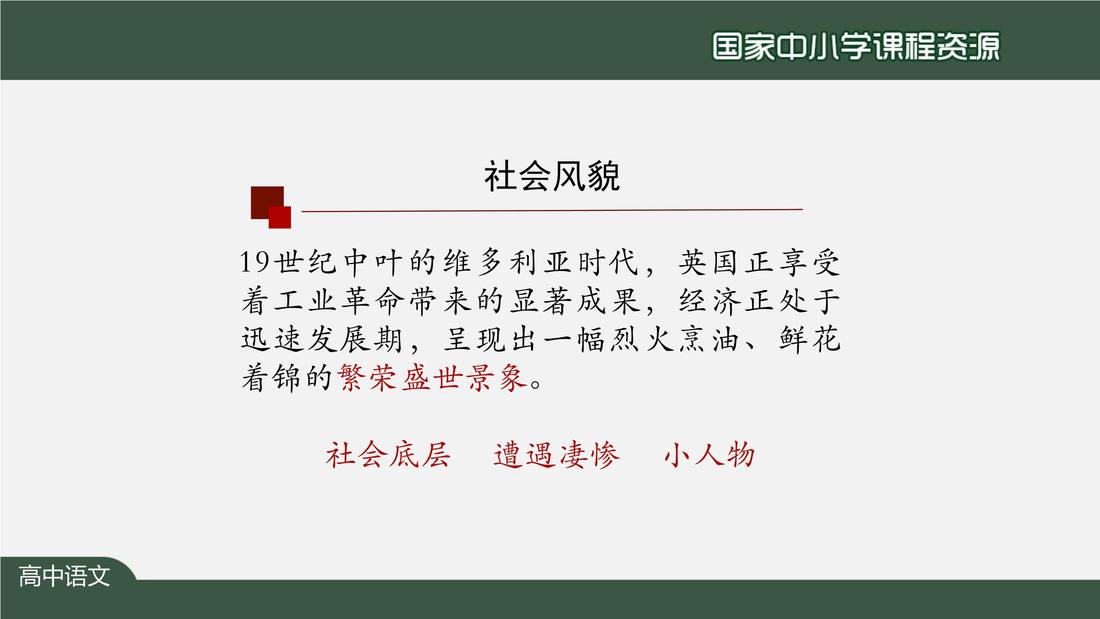 国家中小学课程资源
社会风貌
19世纪中叶的维多利亚时代，英国正享受
着工业革命带来的显著成果，经济正处于
迅速发展期，呈现出一幅烈火烹油、鲜花
着锦的繁荣盛世景象。
社会底层 遭遇凄惨 小人物
高中语文